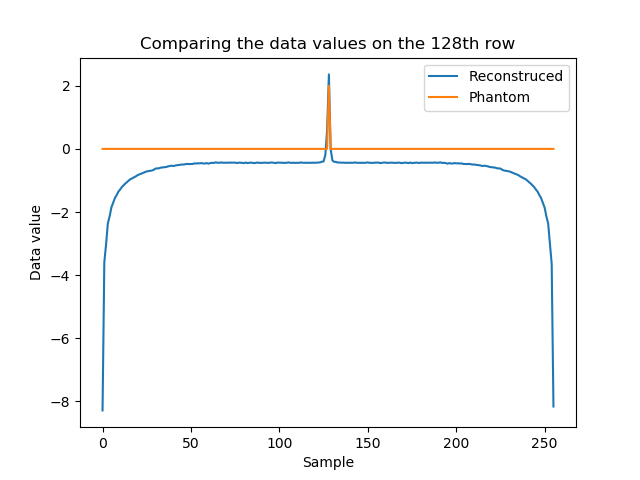 Comparing the data values on the 128th row
Reconstruced
Phantom
2
0
−2
−4
−6
−8
Data value
0
50
100
150
200
250
Sample